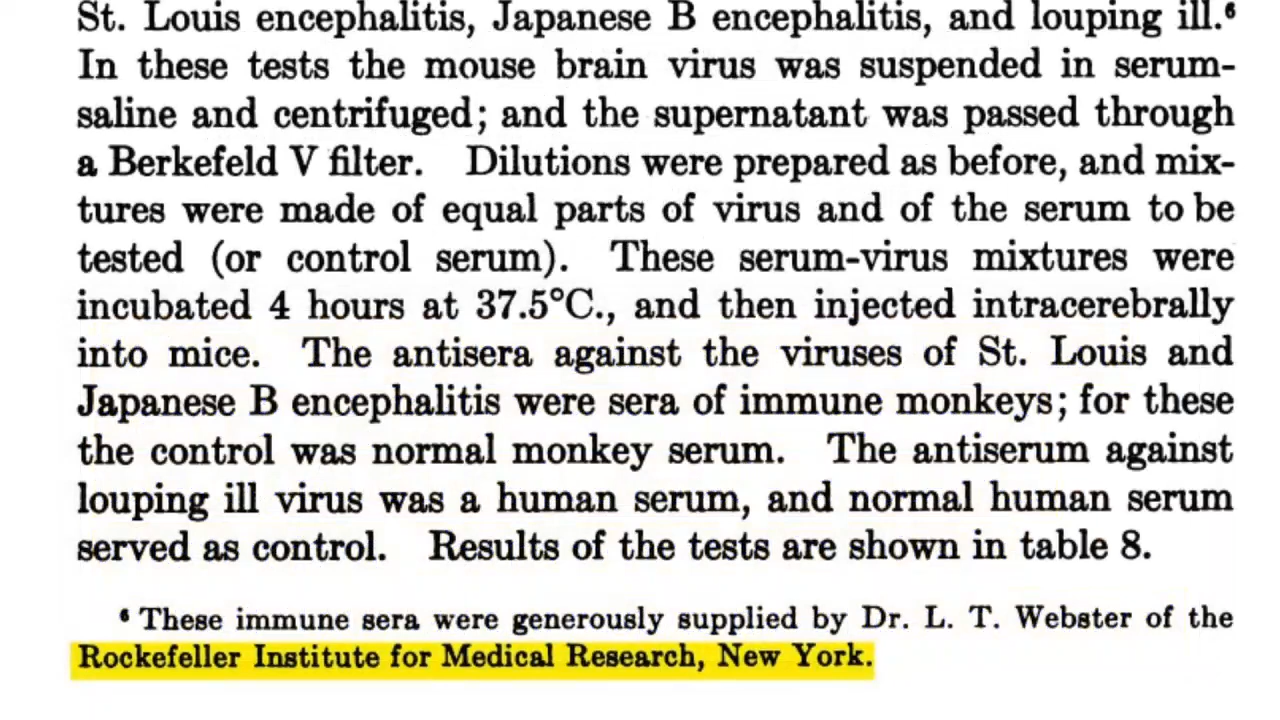 St. Louis encephalitis, Japanese B encephalitis, and louping ill.⁶
In these tests the mouse brain virus was suspended in serum-
saline and centrifuged; and the supernatant was passed through
a Berkefeld V filter. Dilutions were prepared as before, and mix-
tures were made of equal parts of virus and of the serum to be
tested (or control serum). These serum-virus mixtures were
incubated 4 hours at 37.5°C., and then injected intracerebrally
into mice. The antisera against the viruses of St. Louis and
Japanese B encephalitis were sera of immune monkeys; for these
the control was normal monkey serum. The antiserum against
louping ill virus was a human serum, and normal human serum
served as control. Results of the tests are shown in table 8.
⁶ These immune sera were generously supplied by Dr. L. T. Webster of the
Rockefeller Institute for Medical Research, New York.